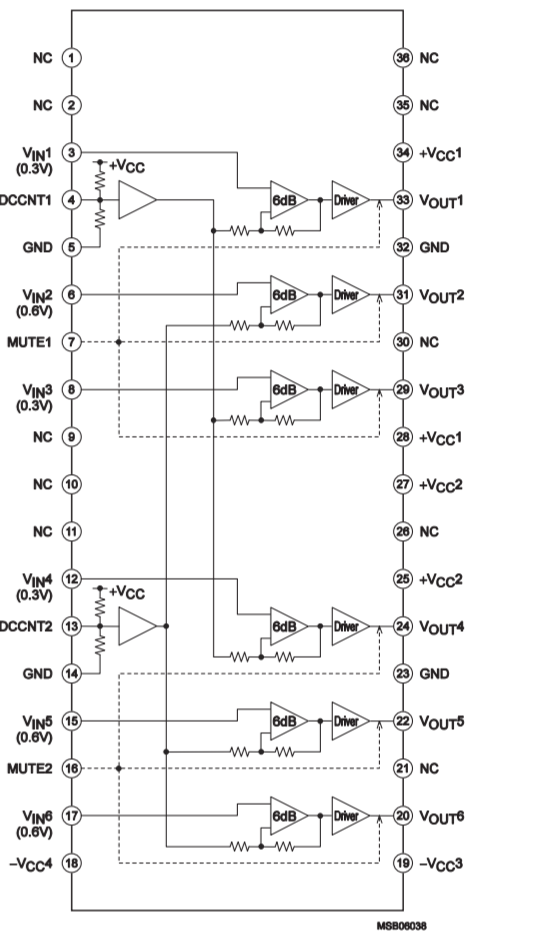 NC 1 36 NC
NC 2 35 NC
VIN1 3 34 +VCC1
(0.3V)
+VCC
DCCNT1 4 6dB Driver 33 VOUT1
GND 5 32 GND
VIN2 6 6dB Driver 31 VOUT2
(0.6V)
MUTE1 7 30 NC
VIN3 8 6dB Driver 29 VOUT3
(0.3V)
NC 9 28 +VCC1
NC 10 27 +VCC2
NC 11 26 NC
VIN4 12 25 +VCC2
(0.3V)
+VCC
DCCNT2 13 6dB Driver 24 VOUT4
GND 14 23 GND
VIN5 15 6dB Driver 22 VOUT5
(0.6V)
MUTE2 16 21 NC
VIN6 17 6dB Driver 20 VOUT6
(0.6V)
–VCC4 18 19 –VCC3
MSB06038